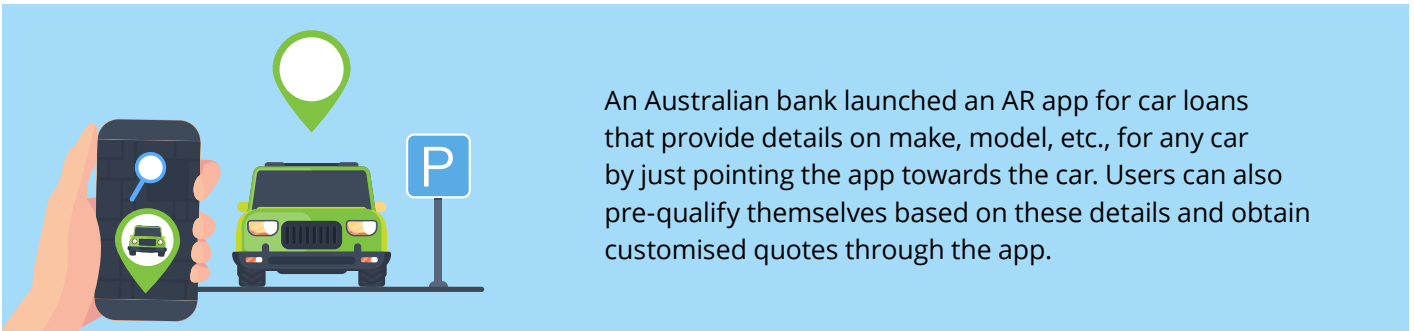 P
An Australian bank launched an AR app for car loans
that provide details on make, model, etc., for any car
by just pointing the app towards the car. Users can also
pre-qualify themselves based on these details and obtain
customised quotes through the app.